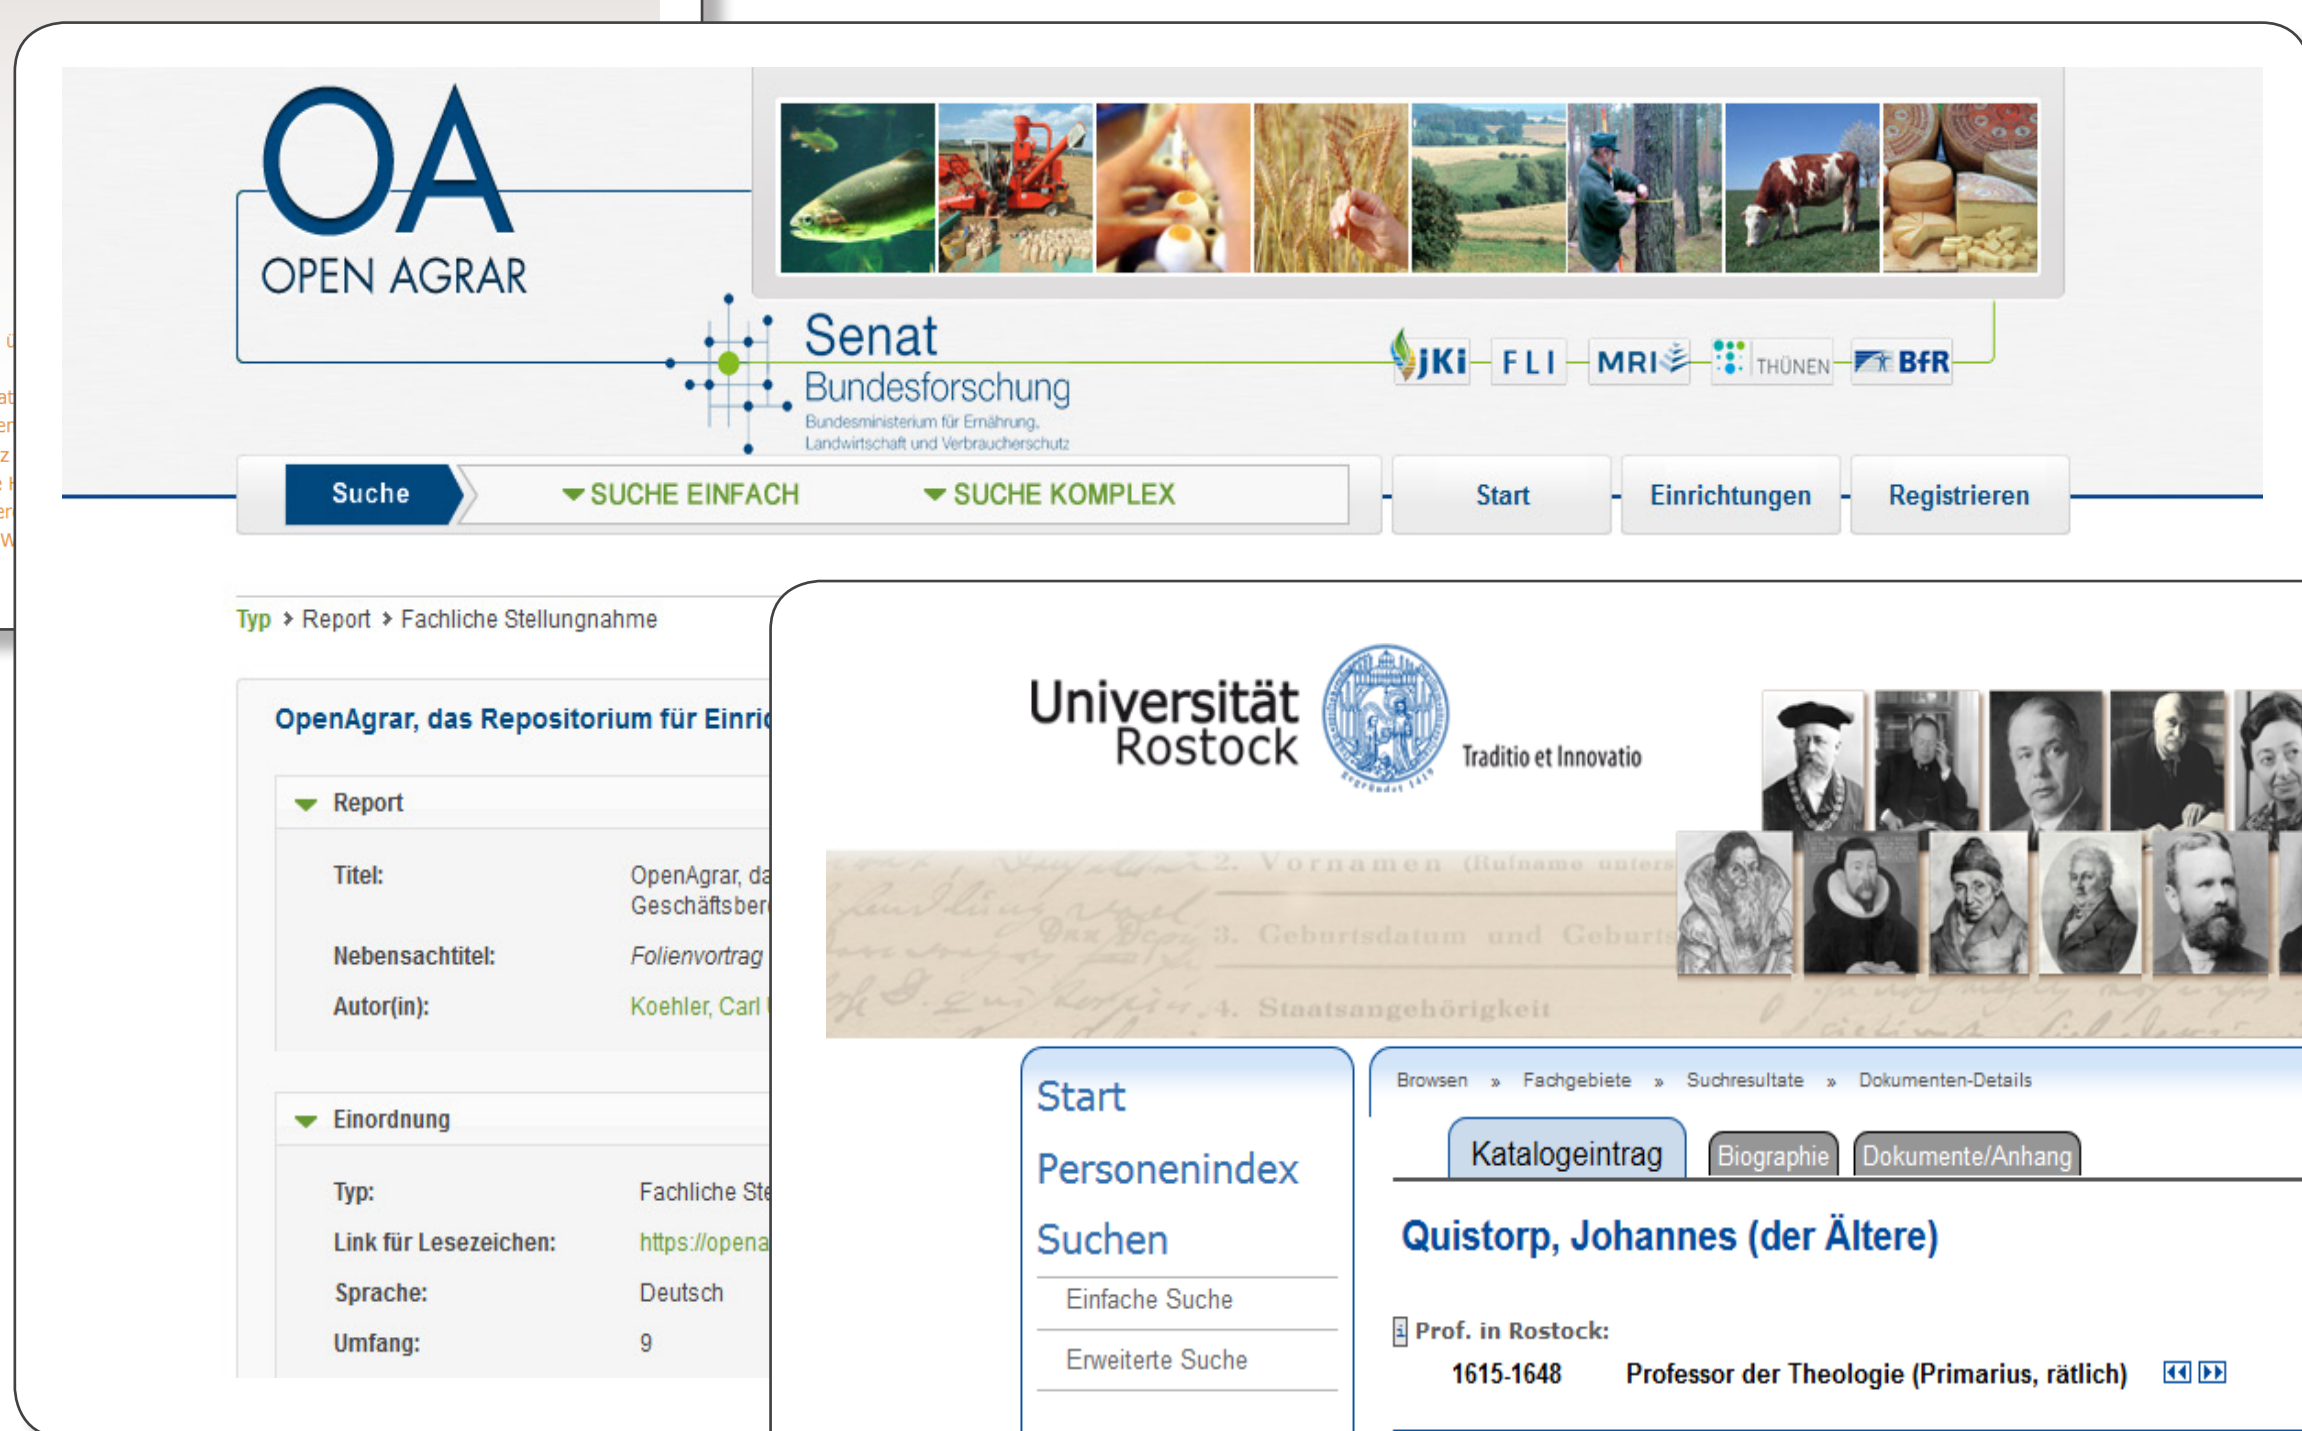 OA
OPEN AGRAR
Senat
Bundesforschung
Bundesministerium für Ernährung,
Landwirtschaft und Verbraucherschutz
jKi FLI MRI THÜNEN BfR
Suche SUCHE EINFACH SUCHE KOMPLEX Start Einrichtungen Registrieren
Typ Report Fachliche Stellungnahme
OpenAgrar, das Repositorium für
Report
Titel: OpenAgrar,
Nebensachtitel: Folienvortrag
Autor(in): Koehler, Carl
Einordnung
Typ: Fachliche
Link für Lesezeichen: https://opena
Sprache: Deutsch
Umfang: 9
Universität
Rostock
Traditio et Innovatio
gegründet 1419
2. Vornamen (Rufname unters
3. Geburtsdatum und Geburts
4. Staatsangehörigkeit
Start
Personenindex
Suchen
Einfache Suche
Erweiterte Suche
Browsen » Fachgebiete » Suchresultate » Dokumenten-Details
Katalogeintrag Biographie Dokumente/Anhang
Quistorp, Johannes (der Ältere)
i Prof. in Rostock:
1615-1648 Professor der Theologie (Primarius, rätlich)